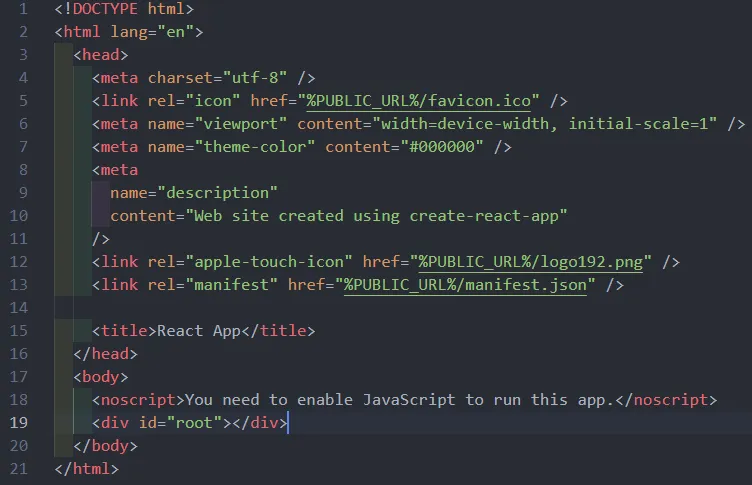 1 <!DOCTYPE html>
2 <html lang="en">
3   <head>
4     <meta charset="utf-8" />
5     <link rel="icon" href="%PUBLIC_URL%/favicon.ico" />
6     <meta name="viewport" content="width=device-width, initial-scale=1" />
7     <meta name="theme-color" content="#000000" />
8     <meta
9       name="description"
10       content="Web site created using create-react-app"
11     />
12     <link rel="apple-touch-icon" href="%PUBLIC_URL%/logo192.png" />
13     <link rel="manifest" href="%PUBLIC_URL%/manifest.json" />
14
15     <title>React App</title>
16   </head>
17   <body>
18     <noscript>You need to enable JavaScript to run this app.</noscript>
19     <div id="root"></div>
20   </body>
21 </html>